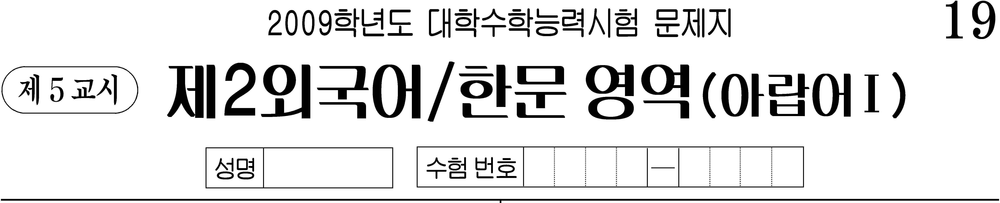 2009학년도 대학수학능력시험 문제지 19
제 5 교시 제2외국어/한문 영역(아랍어Ⅰ)
성명 수험 번호 —